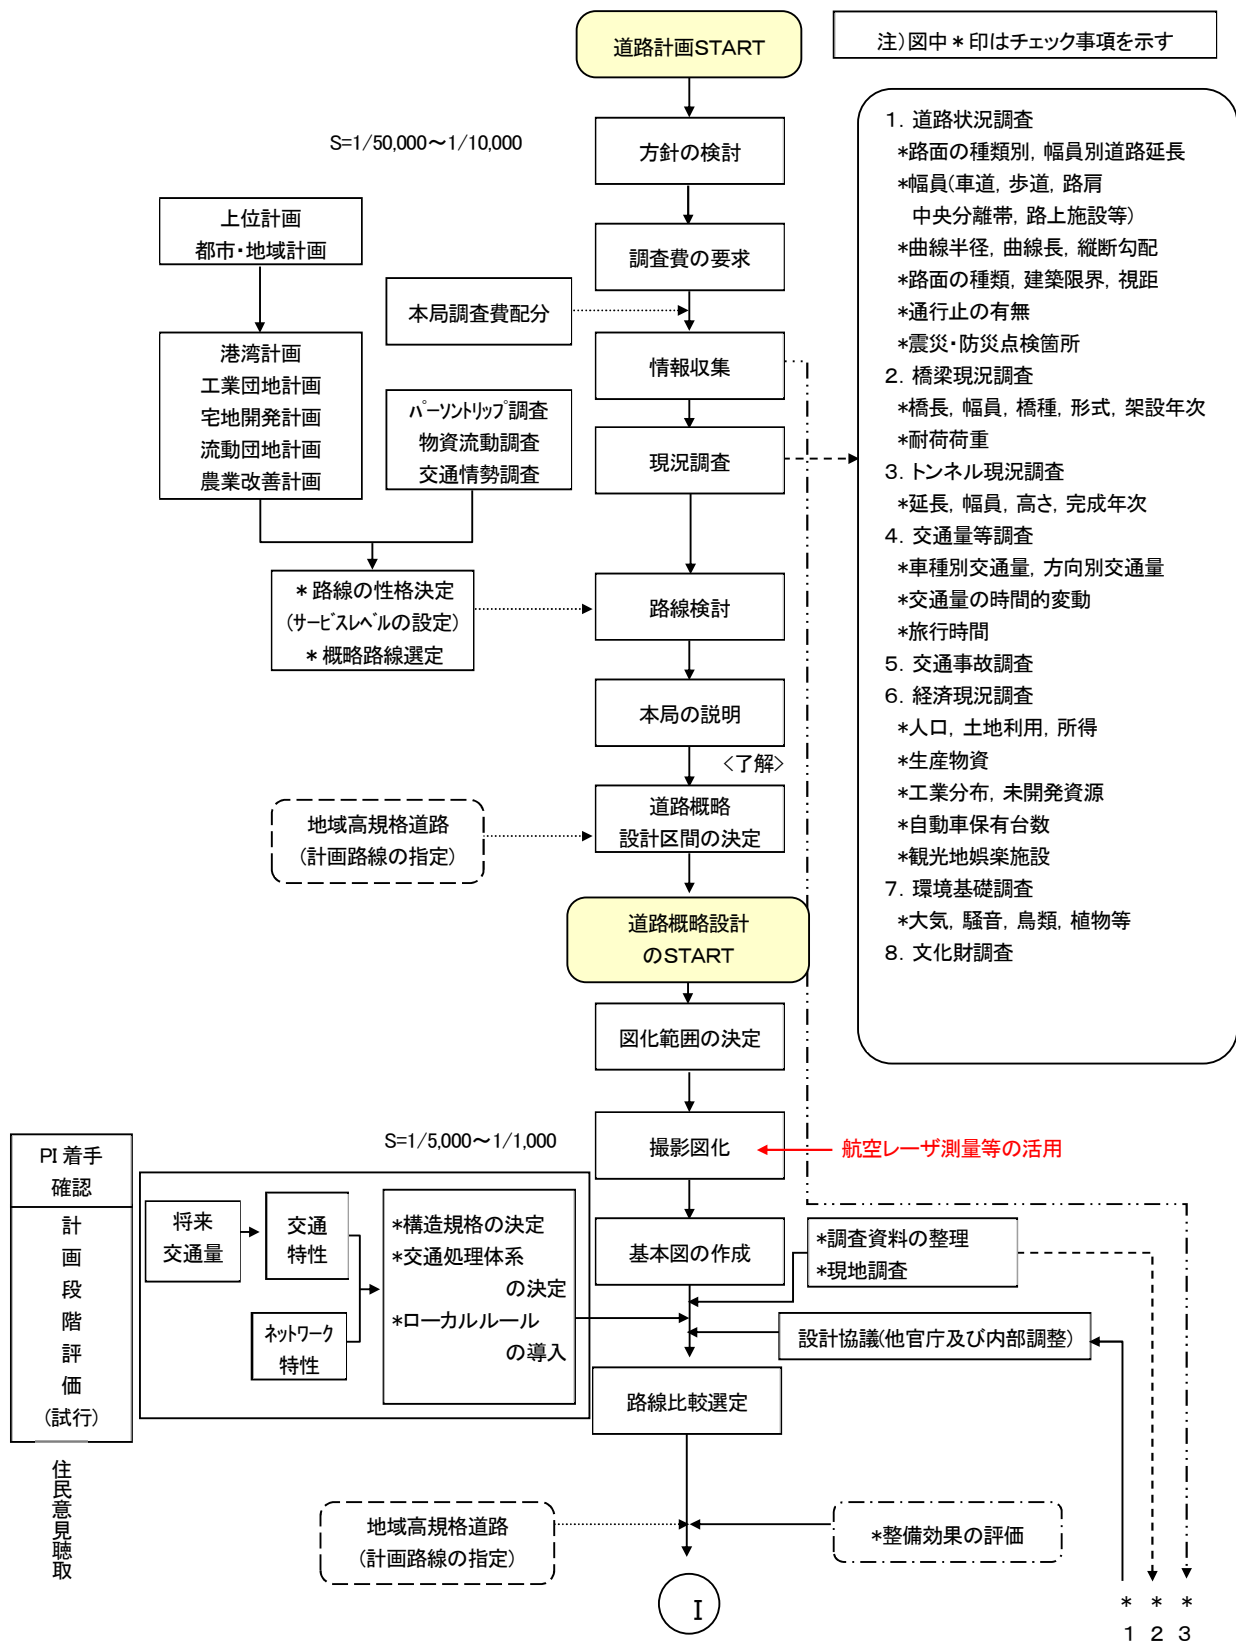 道路計画START
注)図中＊印はチェック事項を示す
S=1/50,000～1/10,000
方針の検討
上位計画
都市・地域計画
調査費の要求
本局調査費配分
港湾計画
工業団地計画
宅地開発計画
流動団地計画
農業改善計画
情報収集
パーソントリップ調査
物資流動調査
交通情勢調査
現況調査
＊路線の性格決定
(サービスレベルの設定)
＊概略路線選定
路線検討
本局の説明
<了解>
地域高規格道路
(計画路線の指定)
道路概略
設計区間の決定
道路概略設計
のSTART
図化範囲の決定
1. 道路状況調査
*路面の種類別, 幅員別道路延長
*幅員(車道, 歩道, 路肩
中央分離帯, 路上施設等)
*曲線半径, 曲線長, 縦断勾配
*路面の種類, 建築限界, 視距
*通行止の有無
*震災・防災点検箇所
2. 橋梁現況調査
*橋長, 幅員, 橋種, 形式, 架設年次
*耐荷荷重
3. トンネル現況調査
*延長, 幅員, 高さ, 完成年次
4. 交通量等調査
*車種別交通量, 方向別交通量
*交通量の時間的変動
*旅行時間
5. 交通事故調査
6. 経済現況調査
*人口, 土地利用, 所得
*生産物資
*工業分布, 未開発資源
*自動車保有台数
*観光地娯楽施設
7. 環境基礎調査
*大気, 騒音, 鳥類, 植物等
8. 文化財調査
S=1/5,000～1/1,000
撮影図化
航空レーザ測量等の活用
PI 着手
確認
計
画
段
階
評
価
(試行)
住民意見聴取
将来
交通量
交通
特性
ネットワーク
特性
*構造規格の決定
*交通処理体系
の決定
*ローカルルール
の導入
基本図の作成
*調査資料の整理
*現地調査
設計協議(他官庁及び内部調整)
路線比較選定
地域高規格道路
(計画路線の指定)
*整備効果の評価
I
* * *
1 2 3